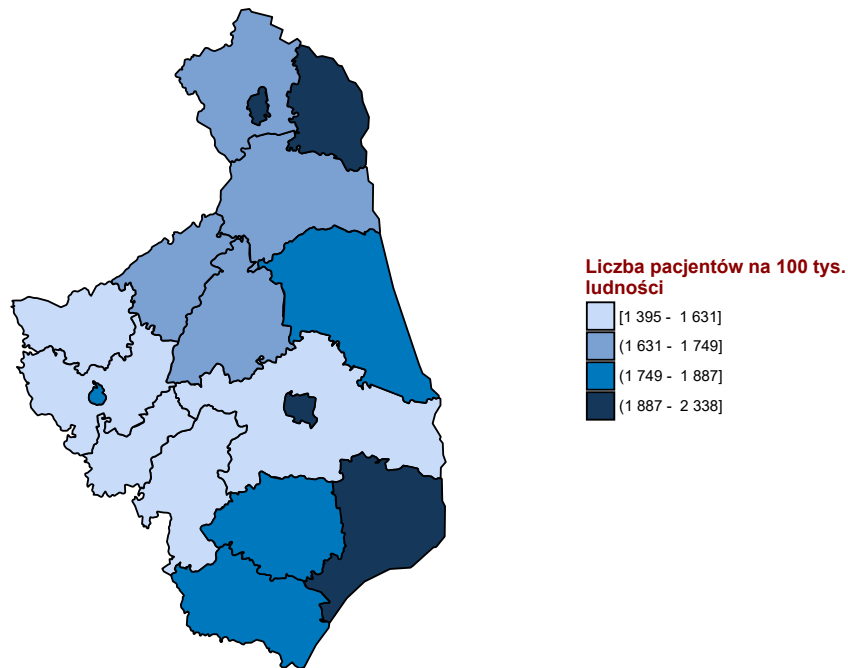 Liczba pacjentów na 100 tys.
ludności
[1 395 - 1 631]
(1 631 - 1 749]
(1 749 - 1 887]
(1 887 - 2 338]